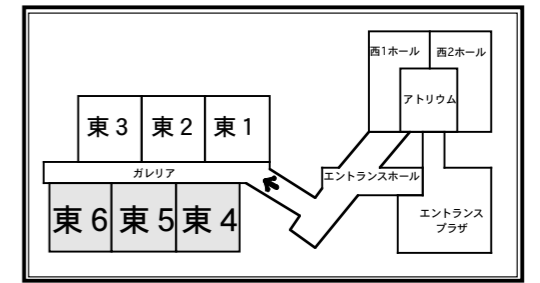 西1ホール
西2ホール
アトリウム
東3
東2
東1
ガレリア
エントランスホール
東6
東5
東4
エントランス
プラザ